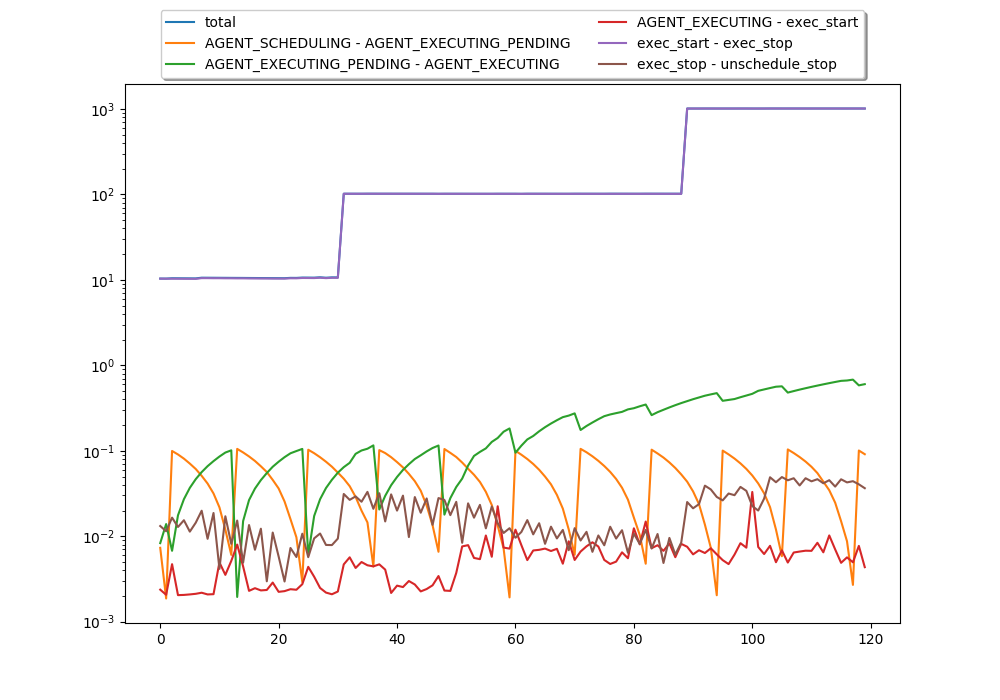 total
AGENT_SCHEDULING - AGENT_EXECUTING_PENDING
AGENT_EXECUTING_PENDING - AGENT_EXECUTING
AGENT_EXECUTING - exec_start
exec_start - exec_stop
exec_stop - unschedule_stop
10³
10²
10¹
10⁰
10⁻¹
10⁻²
10⁻³
0 20 40 60 80 100 120